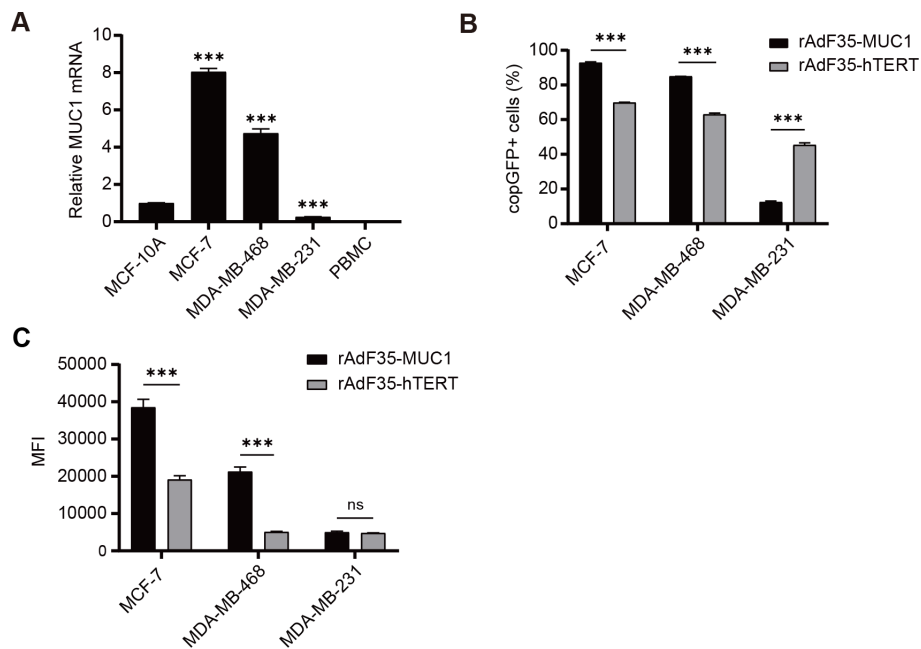 A
Relative MUC1 mRNA
10
8
6
4
2
0
***
***
***
MCF-10A
MCF-7
MDA-MB-468
MDA-MB-231
PBMC
B
copGFP+ cells (%)
100
80
60
40
20
0
***
***
***
rAdF35-MUC1
rAdF35-hTERT
MCF-7
MDA-MB-468
MDA-MB-231
C
MFI
50000
40000
30000
20000
10000
0
***
***
ns
rAdF35-MUC1
rAdF35-hTERT
MCF-7
MDA-MB-468
MDA-MB-231